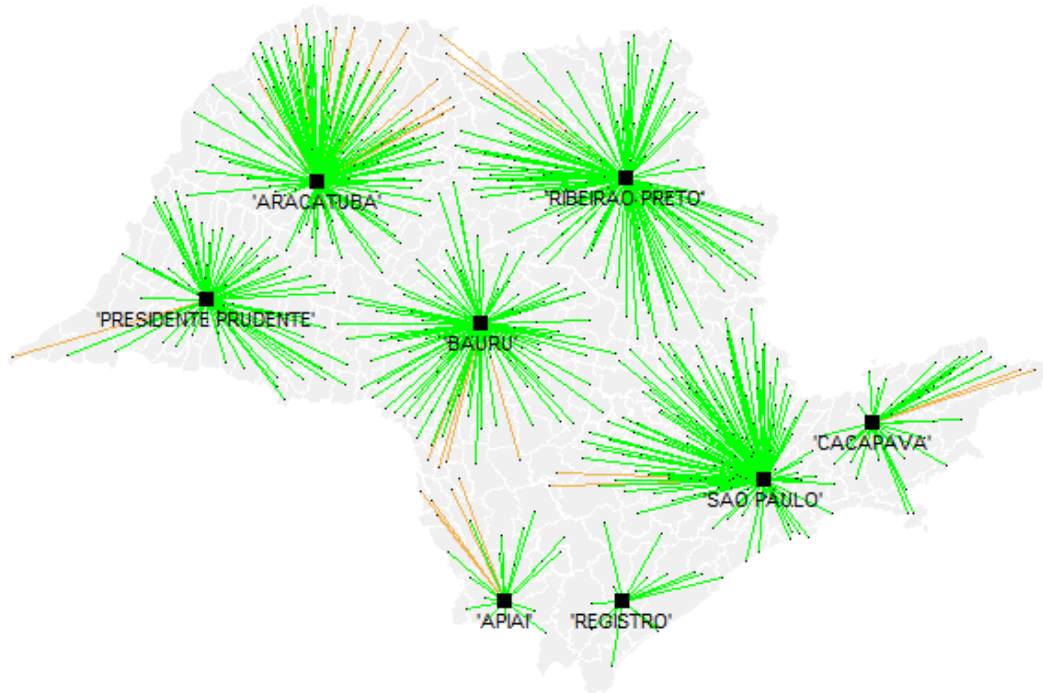 "ARACATUBA"
"RIBEIRAO PRETO"
"PRESIDENTE PRUDENTE"
"BAURU"
"CACAPAVA"
"SAO PAULO"
"APIAI"
"REGISTRO"